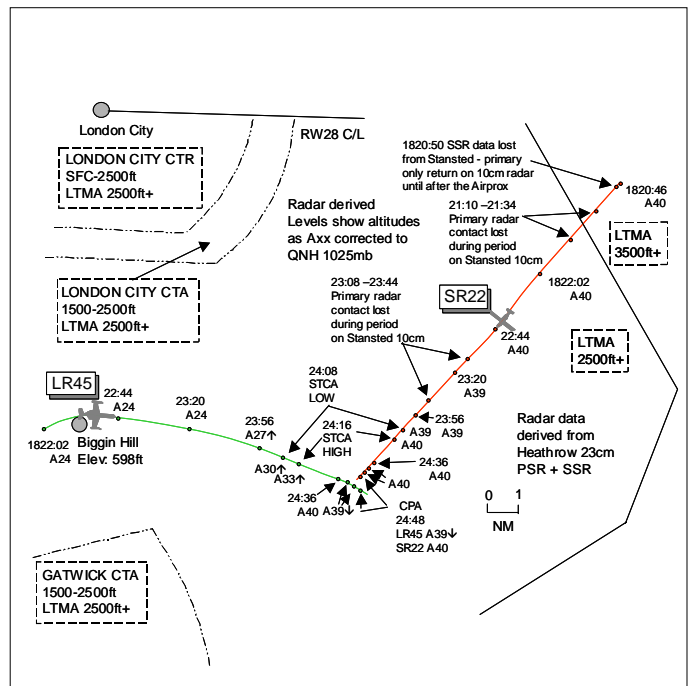 London City
RW28 C/L
LONDON CITY CTR
SFC-2500ft
LTMA 2500ft+
1820:50 SSR data lost
from Stansted - primary
only return on 10cm radar
until after the Airprox
1820:46
A40
Radar derived
Levels show altitudes
as Axx corrected to
QNH 1025mb
21:10 –21:34
Primary radar
contact lost
during period
on Stansted 10cm
LTMA
3500ft+
LONDON CITY CTA
1500-2500ft
LTMA 2500ft+
23:08 –23:44
Primary radar
contact lost
during period
on Stansted 10cm
SR22
1822:02
A40
22:44
A40
LTMA
2500ft+
LR45
22:44
A24
23:20
A24
24:08
STCA
LOW
23:20
A39
23:56
A27↑
24:16
STCA
HIGH
A39
A40
23:56
A39
1822:02
A24
Biggin Hill
Elev: 598ft
A30↑
A33↑
24:36
A40
A39↓
24:36
A40
A40
Radar data
derived from
Heathrow 23cm
PSR + SSR
0 1
NM
CPA
24:48
LR45 A39↓
SR22 A40
GATWICK CTA
1500-2500ft
LTMA 2500ft+